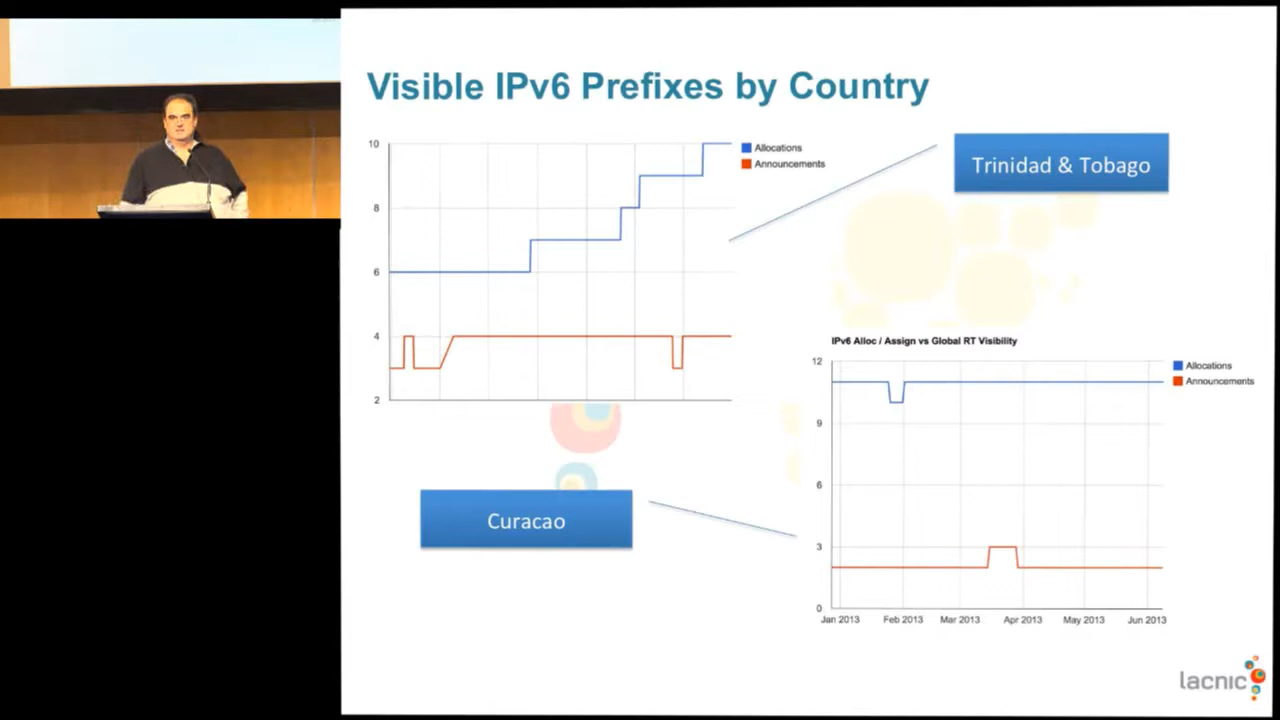 Visible IPv6 Prefixes by Country
10
8
6
4
2
Allocations
Announcements
Trinidad & Tobago
IPv6 Alloc / Assign vs Global RT Visibility
12
9
6
3
0
Allocations
Announcements
Jan 2013 Feb 2013 Mar 2013 Apr 2013 May 2013 Jun 2013
Curacao
lacnic